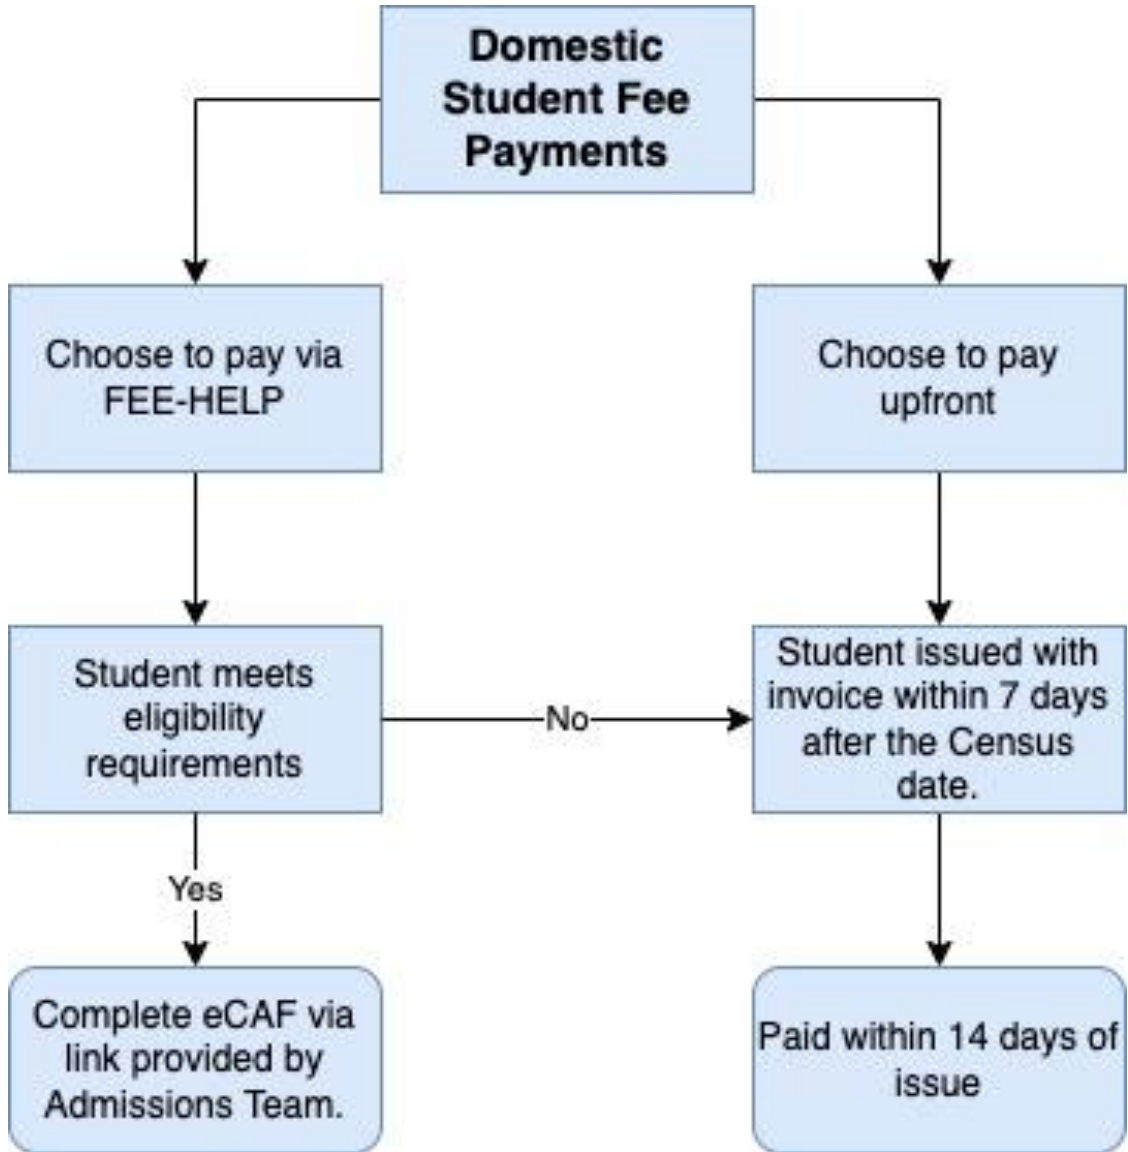 Domestic
Student Fee
Payments
Choose to pay via
FEE-HELP
Choose to pay
upfront
Student meets
eligibility
requirements
No
Student issued with
invoice within 7 days
after the Census
date.
Yes
Complete eCAF via
link provided by
Admissions Team.
Paid within 14 days of
issue